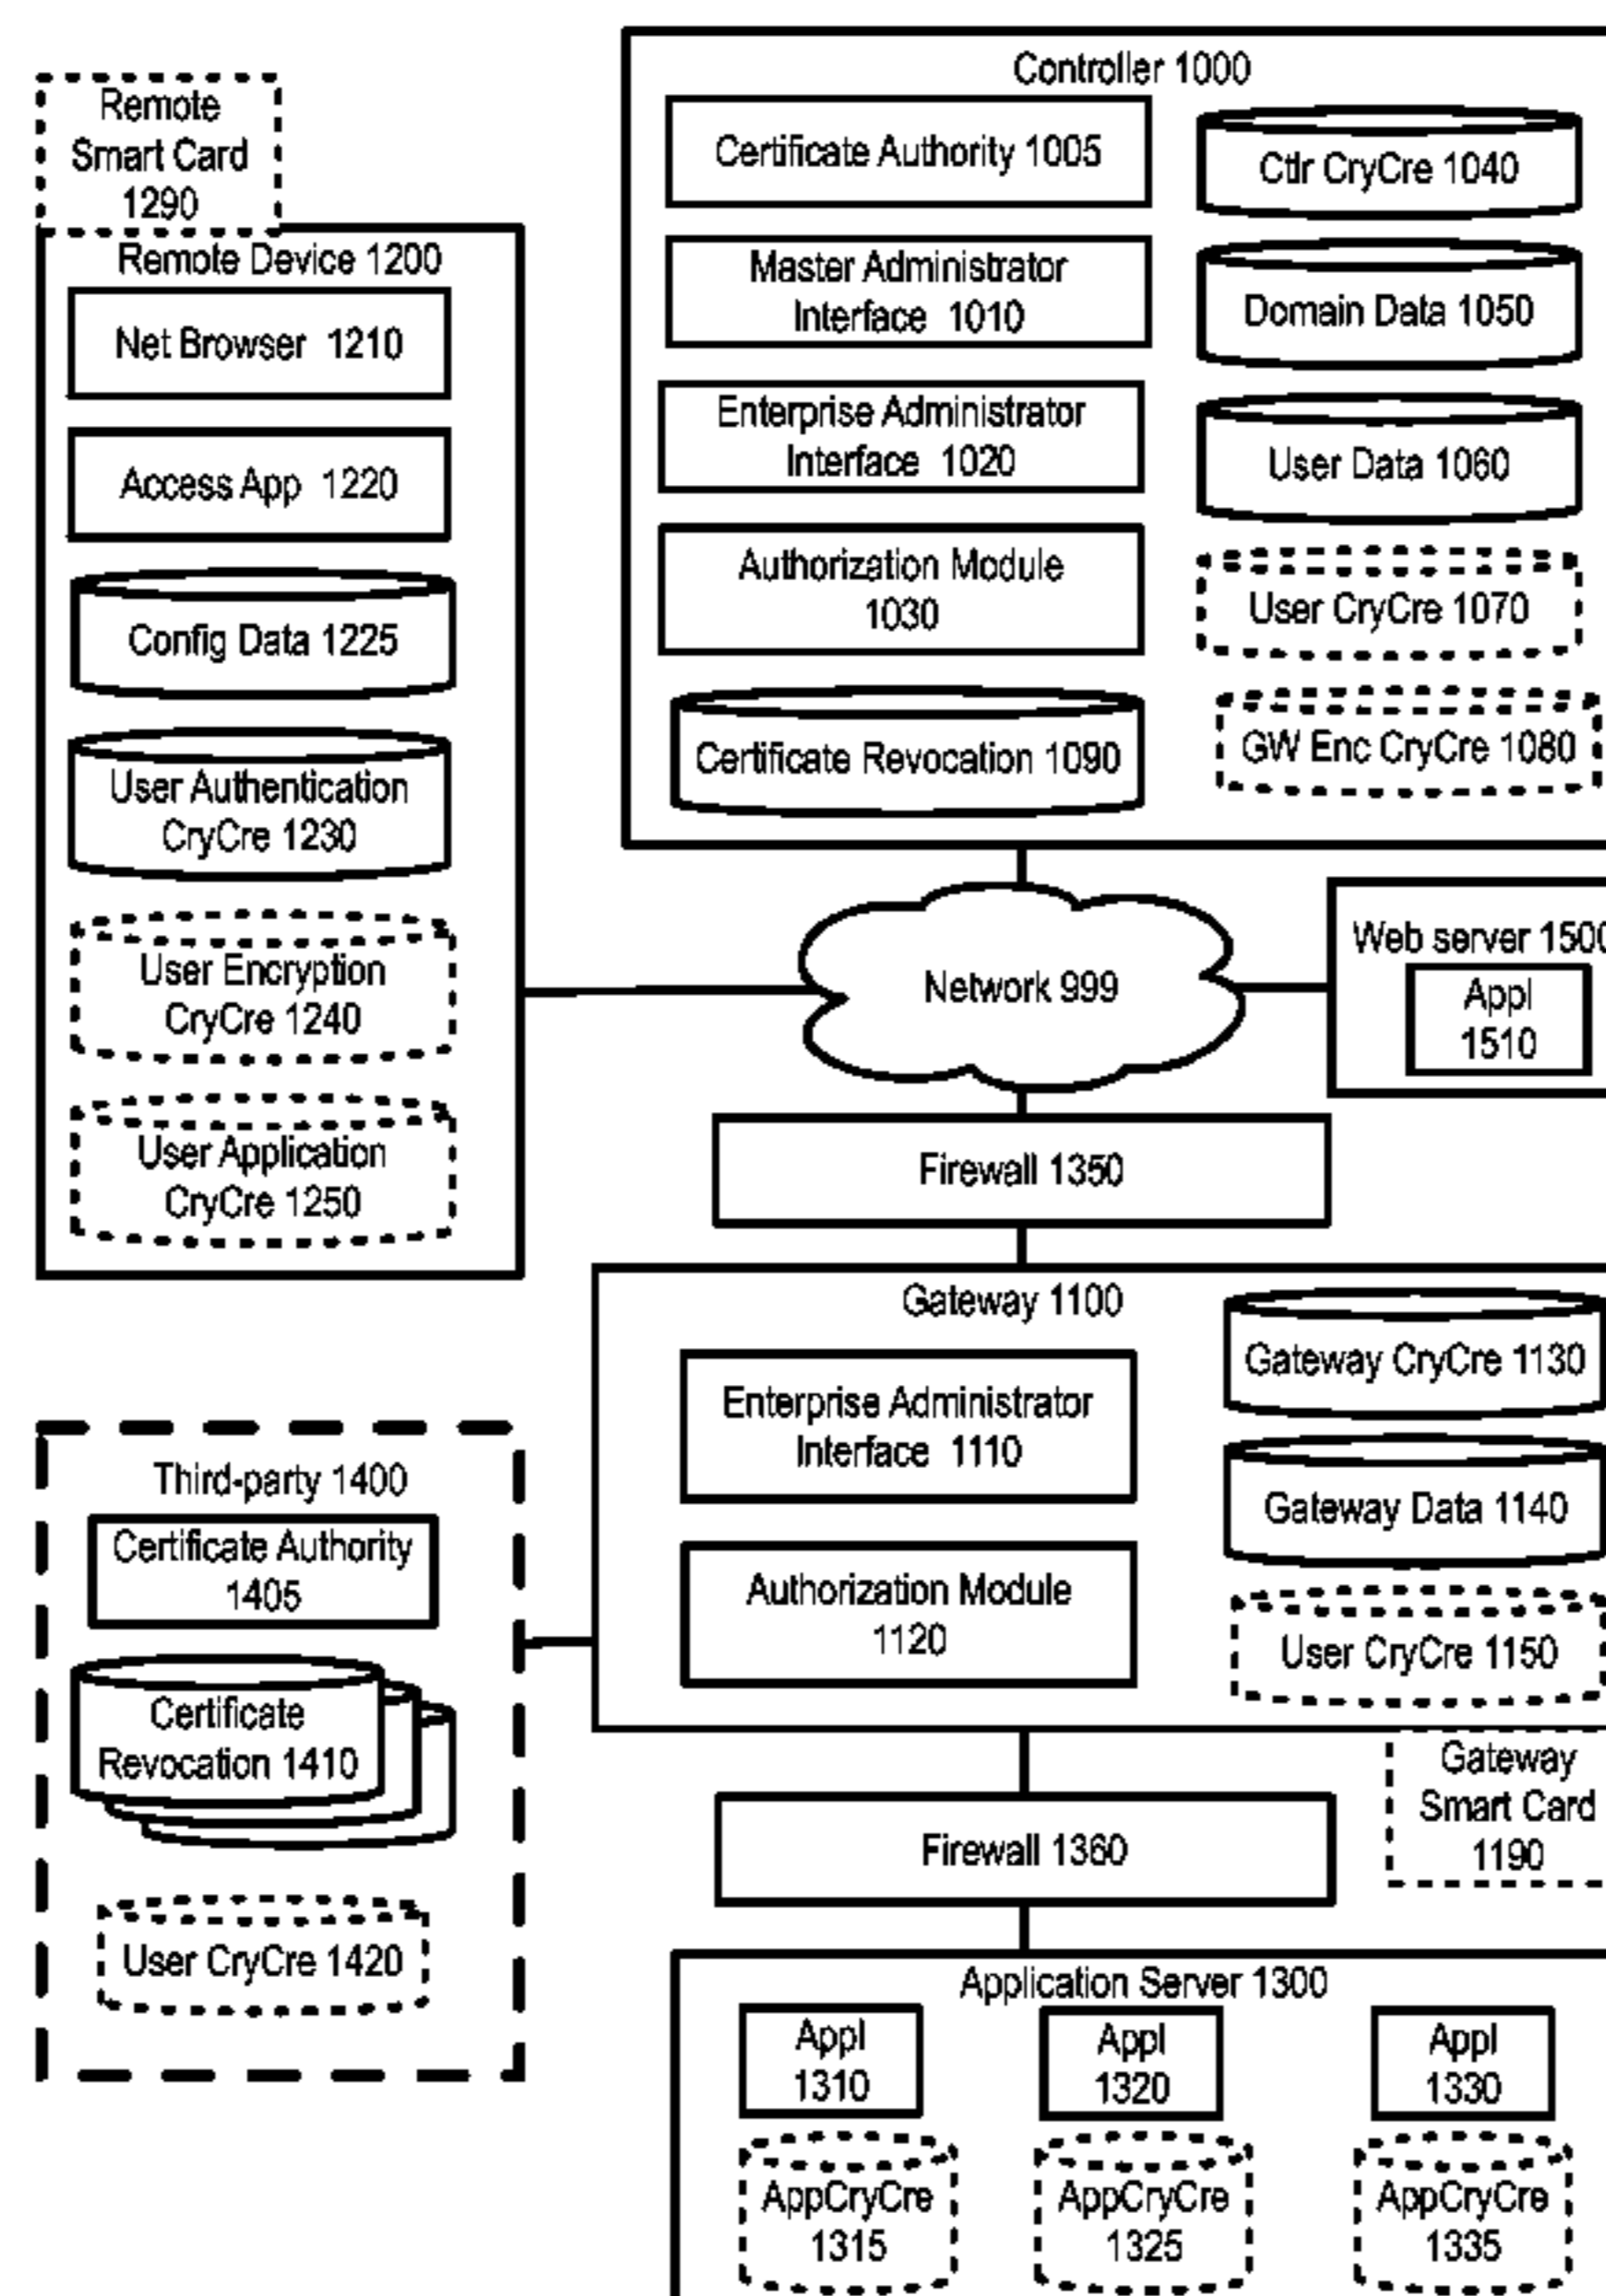 Remote
Smart Card
1290
Remote Device 1200
Net Browser 1210
Access App 1220
Config Data 1225
User Authentication
CryCre 1230
User Encryption
CryCre 1240
User Application
CryCre 1250
Controller 1000
Certificate Authority 1005
Master Administrator
Interface 1010
Enterprise Administrator
Interface 1020
Authorization Module
1030
Certificate Revocation 1090
Ctlr CryCre 1040
Domain Data 1050
User Data 1060
User CryCre 1070
GW Enc CryCre 1080
Network 999
Web server 1500
Appl
1510
Firewall 1350
Gateway 1100
Enterprise Administrator
Interface 1110
Authorization Module
1120
Gateway CryCre 1130
Gateway Data 1140
User CryCre 1150
Gateway
Smart Card
1190
Third-party 1400
Certificate Authority
1405
Certificate
Revocation 1410
User CryCre 1420
Firewall 1360
Application Server 1300
Appl
1310
Appl
1320
Appl
1330
AppCryCre
1315
AppCryCre
1325
AppCryCre
1335